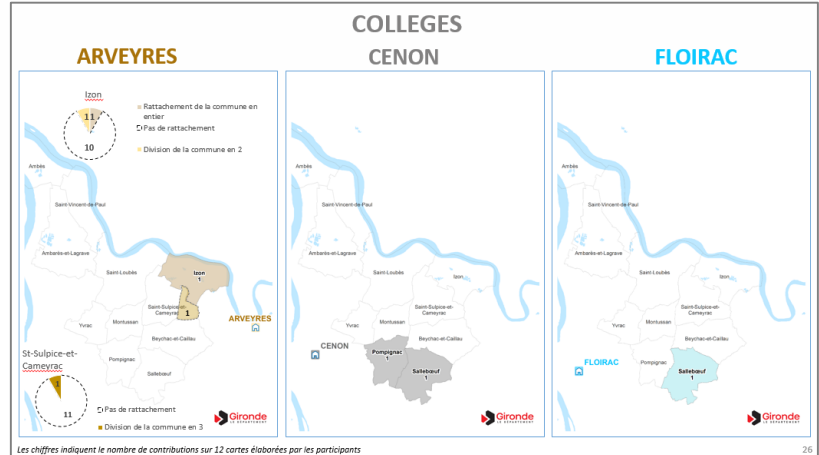 COLLEGES
ARVEYRES
CENON
FLOIRAC
Izon
11
10
Rattachement de la commune en
entier
Pas de rattachement
Division de la commune en 2
Ambès
Saint-Vincent-de-Paul
Ambarès-et-Lagrave
Saint-Loubès
Izon
1
Saint-Sulpice-et-
Cameyrac
1
Yvrac
Montussan
Beychac-et-Caillau
Pompignac
Sallebœuf
ARVEYRES
St-Sulpice-et-
Cameyrac
1
11
Pas de rattachement
Division de la commune en 3
Gironde
LE DÉPARTEMENT
Ambès
Saint-Vincent-de-Paul
Ambarès-et-Lagrave
Saint-Loubès
Izon
Saint-Sulpice-et-
Cameyrac
Yvrac
Montussan
Beychac-et-Caillau
CENON
Pompignac
1
Sallebœuf
1
Gironde
LE DÉPARTEMENT
Ambès
Saint-Vincent-de-Paul
Ambarès-et-Lagrave
Saint-Loubès
Izon
Saint-Sulpice-et-
Cameyrac
Yvrac
Montussan
Beychac-et-Caillau
FLOIRAC
Pompignac
Sallebœuf
1
Gironde
LE DÉPARTEMENT
Les chiffres indiquent le nombre de contributions sur 12 cartes élaborées par les participants
26